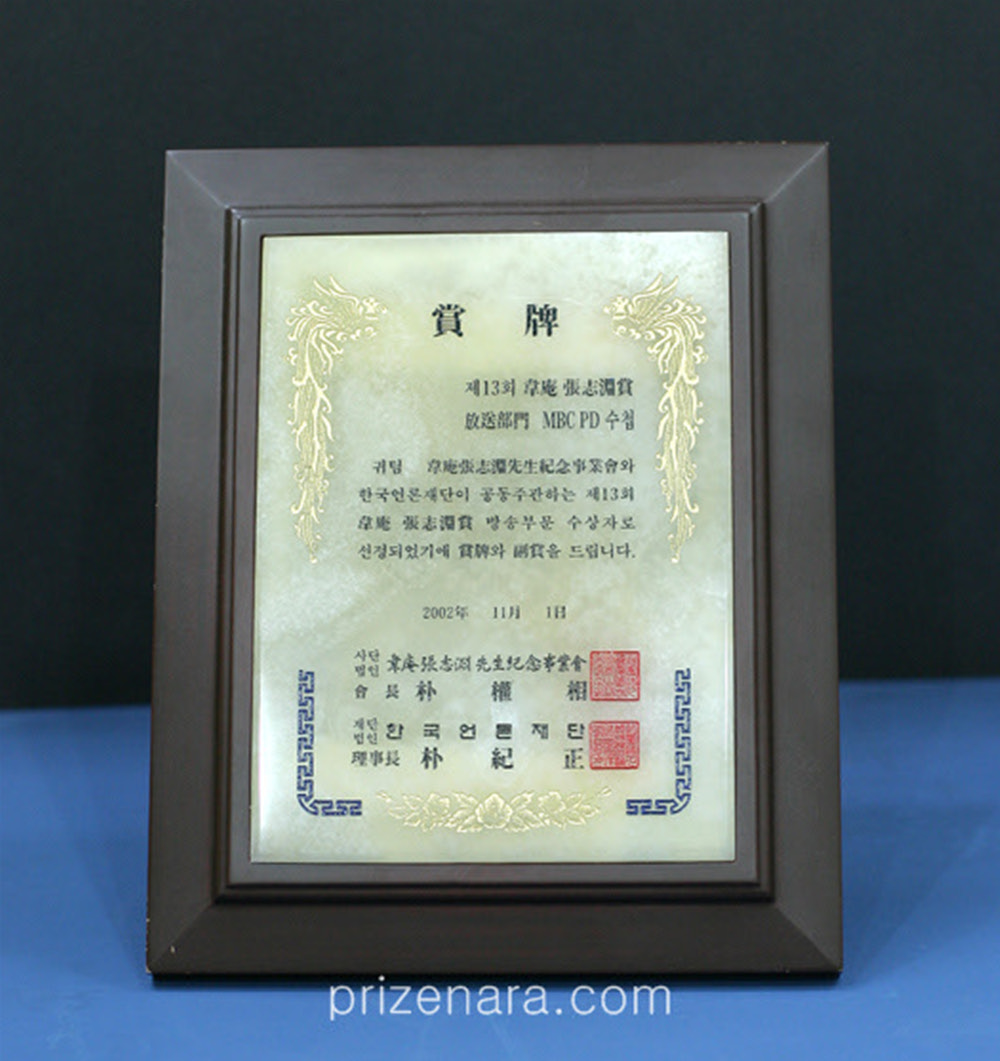 賞 牌
제13회 韋庵 張志淵賞
放送部門 MBC PD 수첩
귀팀 韋庵張志淵先生紀念事業會와
한국언론재단이 공동주관하는 제13회
韋庵 張志淵賞 방송부문 수상자로
선정되었기에 賞牌와 副賞을 드립니다.
2002年 11月 1日
사단법인 韋庵張志淵先生紀念事業會
會長 朴權相
재단법인 한국언론재단
理事長 朴紀正
prizenara.com